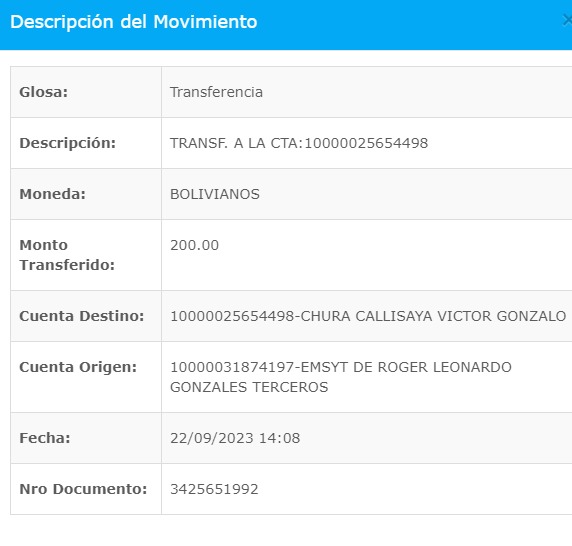 Descripción del Movimiento
Glosa: Transferencia
Descripción: TRANSF. A LA CTA:10000025654498
Moneda: BOLIVIANOS
Monto Transferido: 200.00
Cuenta Destino: 10000025654498-CHURA CALLISAYA VICTOR GONZALO
Cuenta Origen: 10000031874197-EMSYT DE ROGER LEONARDO
GONZALES TERCEROS
Fecha: 22/09/2023 14:08
Nro Documento: 3425651992